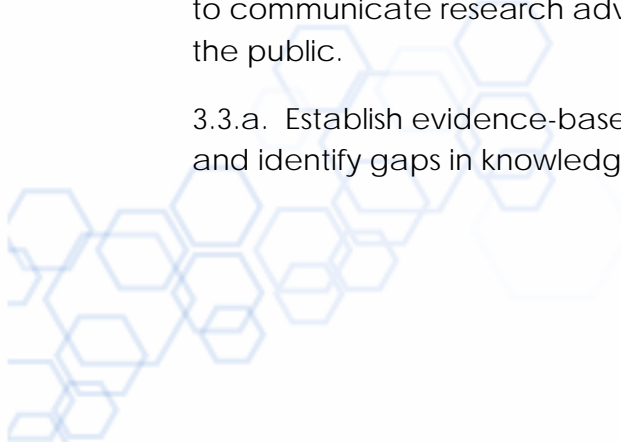 to communicate research adv
the public.
3.3.a. Establish evidence-base
and identify gaps in knowledg